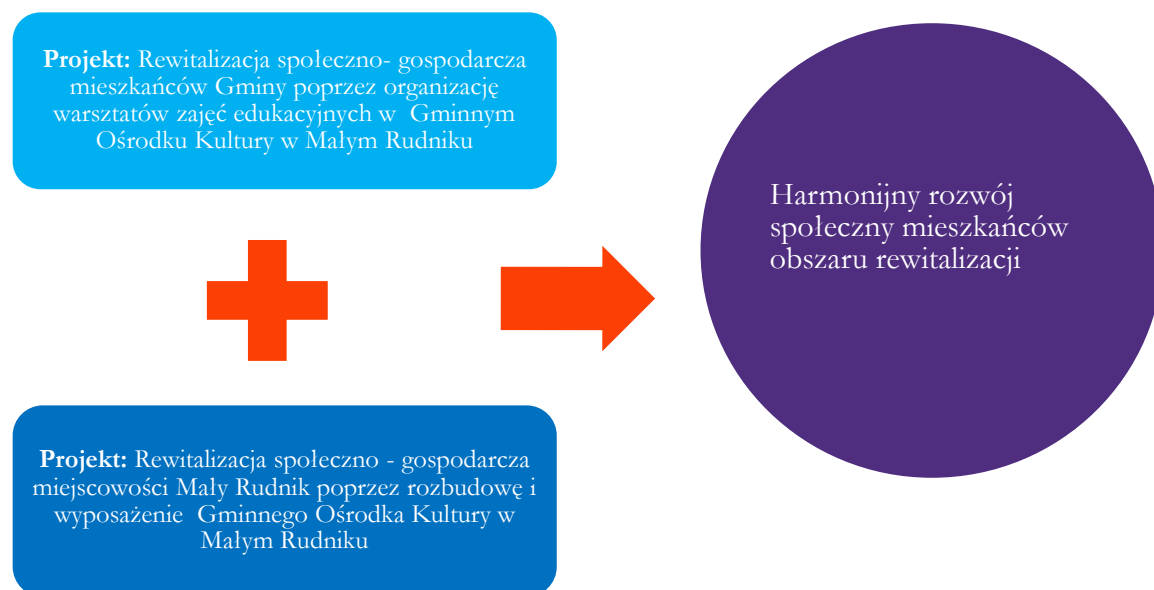 Projekt: Rewitalizacja społeczno- gospodarcza
mieszkańców Gminy poprzez organizację
warsztatów zajęć edukacyjnych w Gminnym
Ośrodku Kultury w Małym Rudniku
Projekt: Rewitalizacja społeczno - gospodarcza
miejscowości Mały Rudnik poprzez rozbudowę i
wyposażenie Gminnego Ośrodka Kultury w
Małym Rudniku
Harmonijny rozwój
społeczny mieszkańców
obszaru rewitalizacji